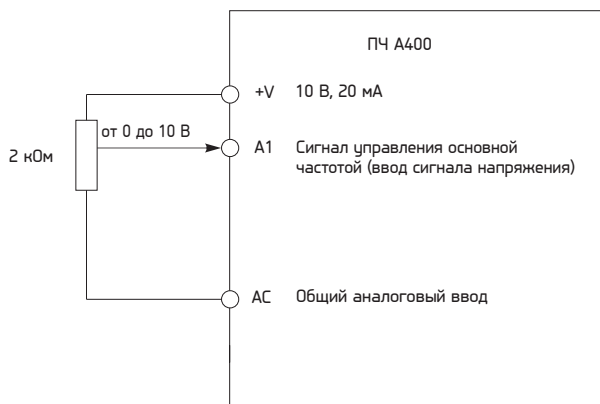 ПЧ А400
+V 10 В, 20 мА
от 0 до 10 В
2 кОм
A1 Сигнал управления основной
частотой (ввод сигнала напряжения)
AC Общий аналоговый ввод